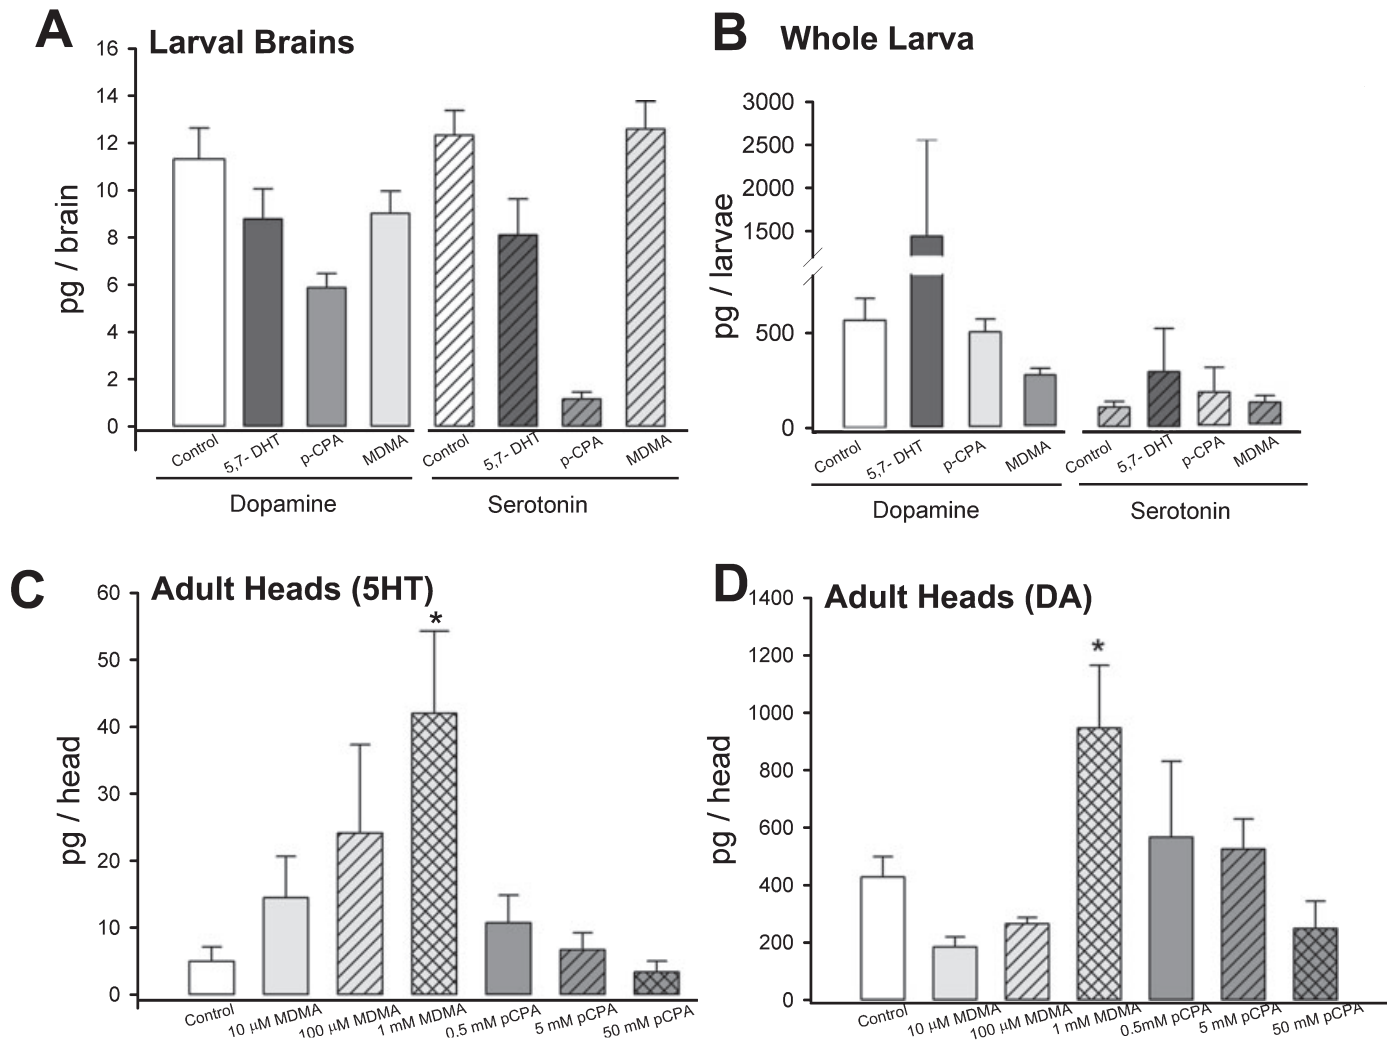 A
Larval Brains
pg / brain
16
14
12
10
8
6
4
2
0
Control
5,7- DHT
p-CPA
MDMA
Control
5,7- DHT
p-CPA
MDMA
Dopamine
Serotonin
B
Whole Larva
pg / larvae
3000
2500
2000
1500
500
0
Control
5,7- DHT
p-CPA
MDMA
Control
5,7- DHT
p-CPA
MDMA
Dopamine
Serotonin
C
Adult Heads (5HT)
pg / head
60
50
40
30
20
10
0
*
Control
10 μM MDMA
100 μM MDMA
1 mM MDMA
0.5 mM pCPA
5 mM pCPA
50 mM pCPA
D
Adult Heads (DA)
pg / head
1400
1200
1000
800
600
400
200
0
*
Control
10 μM MDMA
100 μM MDMA
1 mM MDMA
0.5mM pCPA
5 mM pCPA
50 mM pCPA